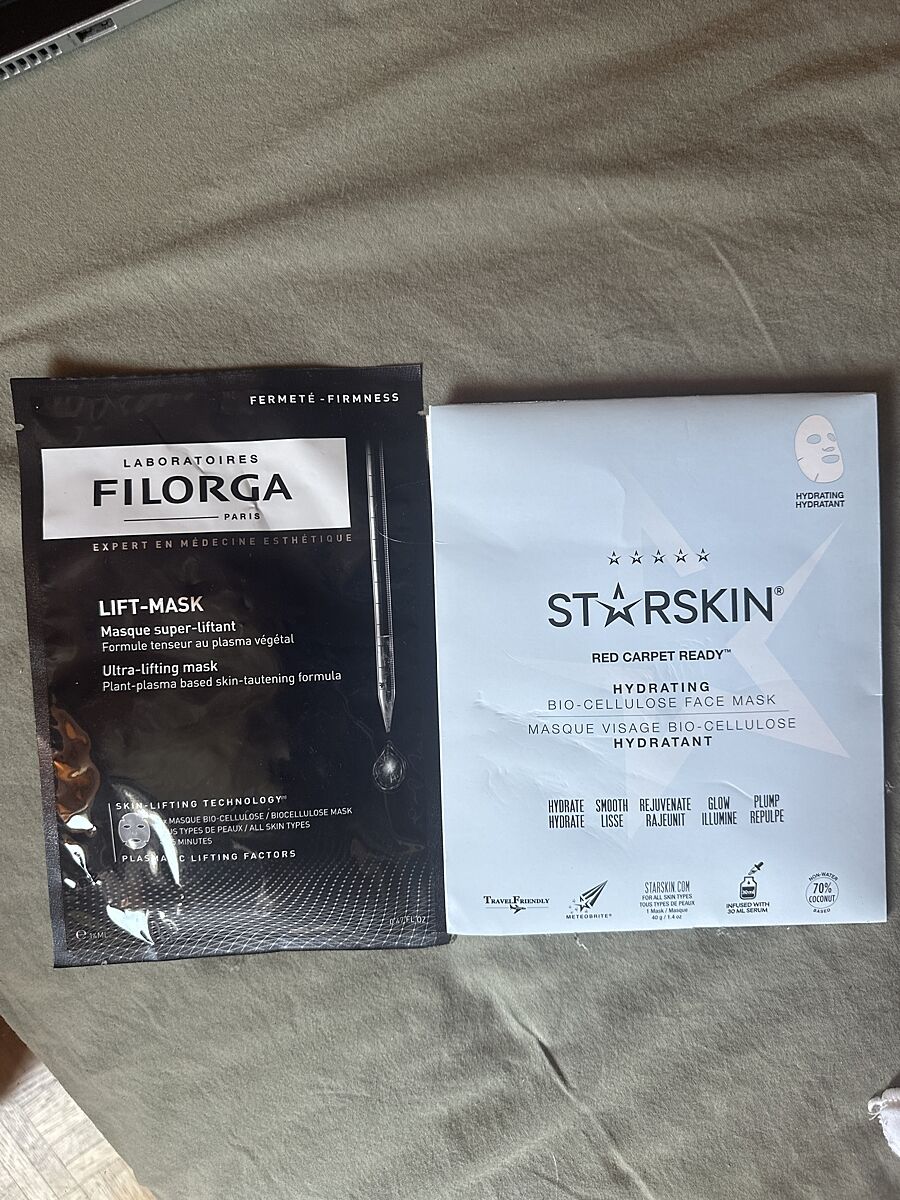 FERMETÉ - FIRMNESS
LABORATOIRES
FILORGA
PARIS
EXPERT EN MÉDECINE ESTHÉTIQUE
LIFT-MASK
Masque super-liftant
Formule tenseur au plasma végétal
Ultra-lifting mask
Plant-plasma based skin-tautening formula
SKIN-LIFTING TECHNOLOGY
MASQUE BIO-CELLULOSE / BIOCELLULOSE MASK
TYPES DE PEAUX / ALL SKIN TYPES
MINUTES
LIFTING FACTORS
FL.OZ
HYDRATING
HYDRATANT
STARSKIN®
RED CARPET READY™
HYDRATING
BIO-CELLULOSE FACE MASK
MASQUE VISAGE BIO-CELLULOSE
HYDRATANT
HYDRATE SMOOTH REJUVENATE GLOW PLUMP
HYDRATE LISSE RAJEUNIT ILLUMINE REPULPE
TRAVELFRIENDLY
METEOBRITE®
STARSKIN.COM
FOR ALL SKIN TYPES
TOUS TYPES DE PEAUX
1 Mask / Masque
40 g / 1.4 oz
30ml
INFUSED WITH
30 ML SERUM
NON-WATER
70%
COCONUT
BASED